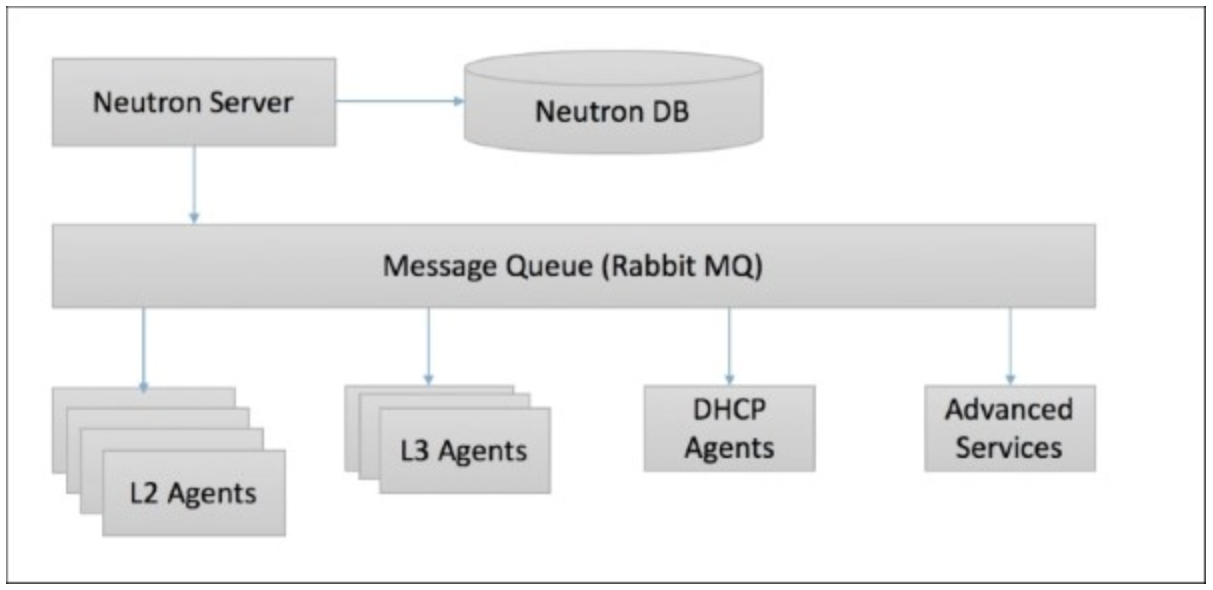 Neutron Server
Neutron DB
Message Queue (Rabbit MQ)
L2 Agents
L3 Agents
DHCP
Agents
Advanced
Services